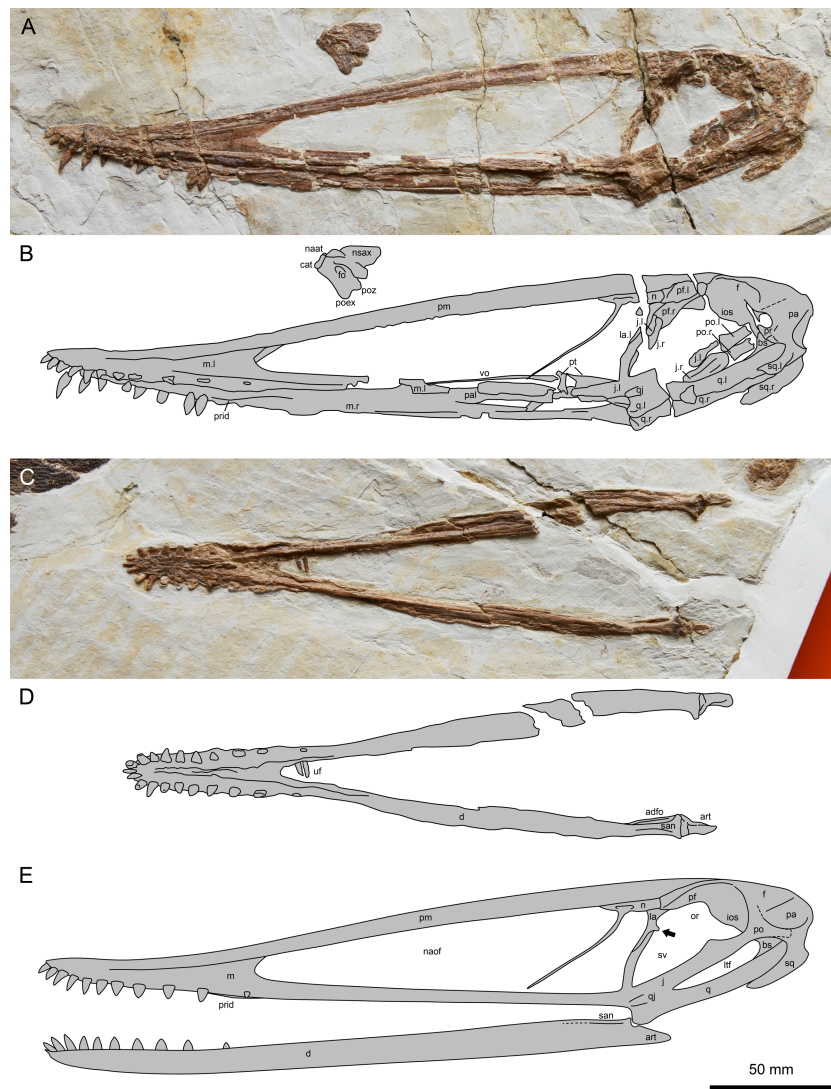 A
B
naat
nsax
cat
fo
poz
poex
pm
n
pf.l
f
pf.r
ios
pa
j.l
po.l
la.l
j.r
po.r
pr
bs
m.l
vo
pt
j.l
sq.l
j.r
q.l
m.l
pal
j.l
qj
sq.r
q.l
q.r
prid
m.r
q.r
C
D
uf
d
adfo
san
art
E
pm
n
pf
f
la
or
ios
pa
naof
po
bs
sv
ltf
sq
m
j
q
qj
prid
san
art
d
50 mm